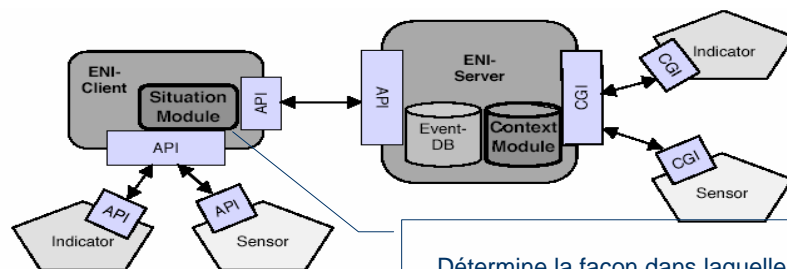 ENI-
Client
Situation
Module
API
API
API
API
Indicator
Sensor
ENI-
Server
API
Event-
DB
Context
Module
CGI
CGI
Indicator
CGI
Sensor
Détermine la façon dans laquelle